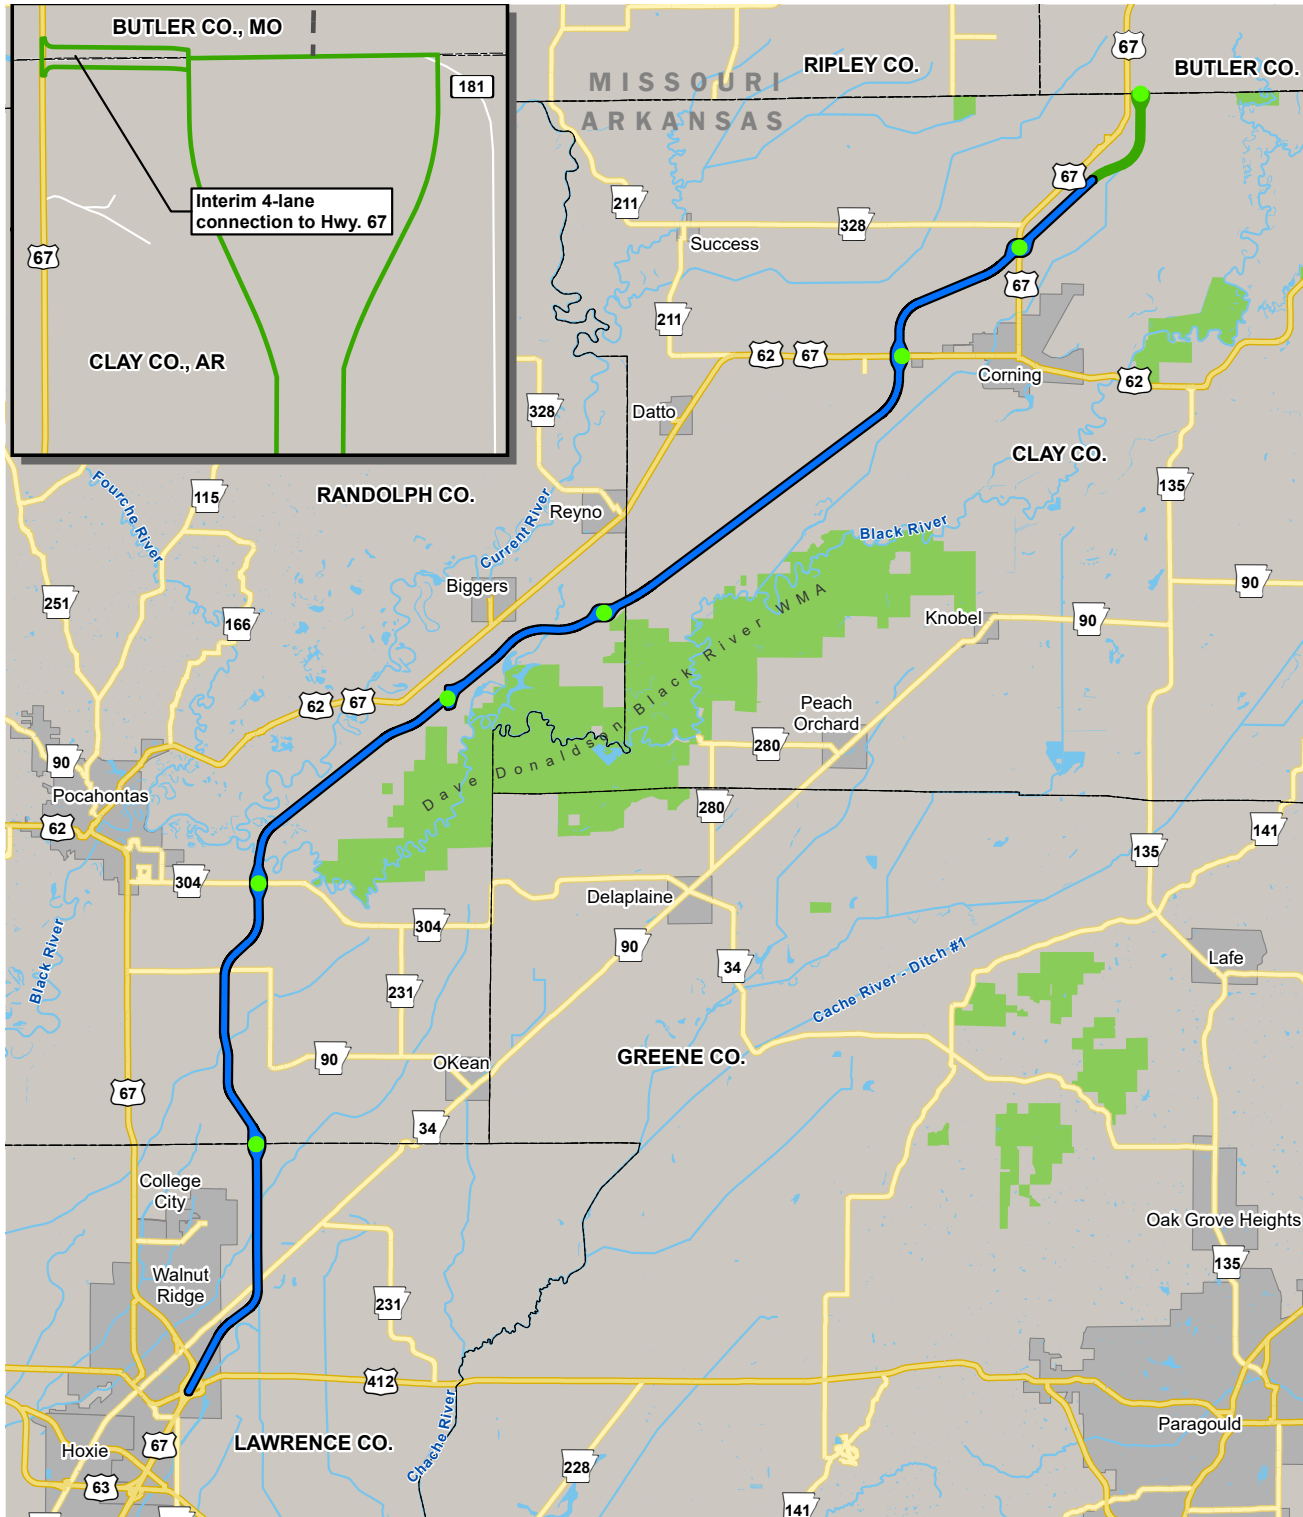 BUTLER CO., MO
181
Interim 4-lane
connection to Hwy. 67
67
CLAY CO., AR
MISSOURI
ARKANSAS
RIPLEY CO.
67
BUTLER CO.
67
211
328
Success
67
211
62
67
Corning
62
328
Datto
CLAY CO.
Fourche River
115
RANDOLPH CO.
135
Reyno
Current River
Black River
Biggers
251
166
90
Knobel
90
Dave Donaldson Black River WMA
62
67
Peach
Orchard
280
90
Pocahontas
280
62
141
135
304
Delaplaine
304
90
34
Black River
Lafe
231
Cache River - Ditch #1
90
OKean
GREENE CO.
67
34
College
City
Oak Grove Heights
135
Walnut
Ridge
231
412
Chache River
Paragould
67
Hoxie
LAWRENCE CO.
228
63
141